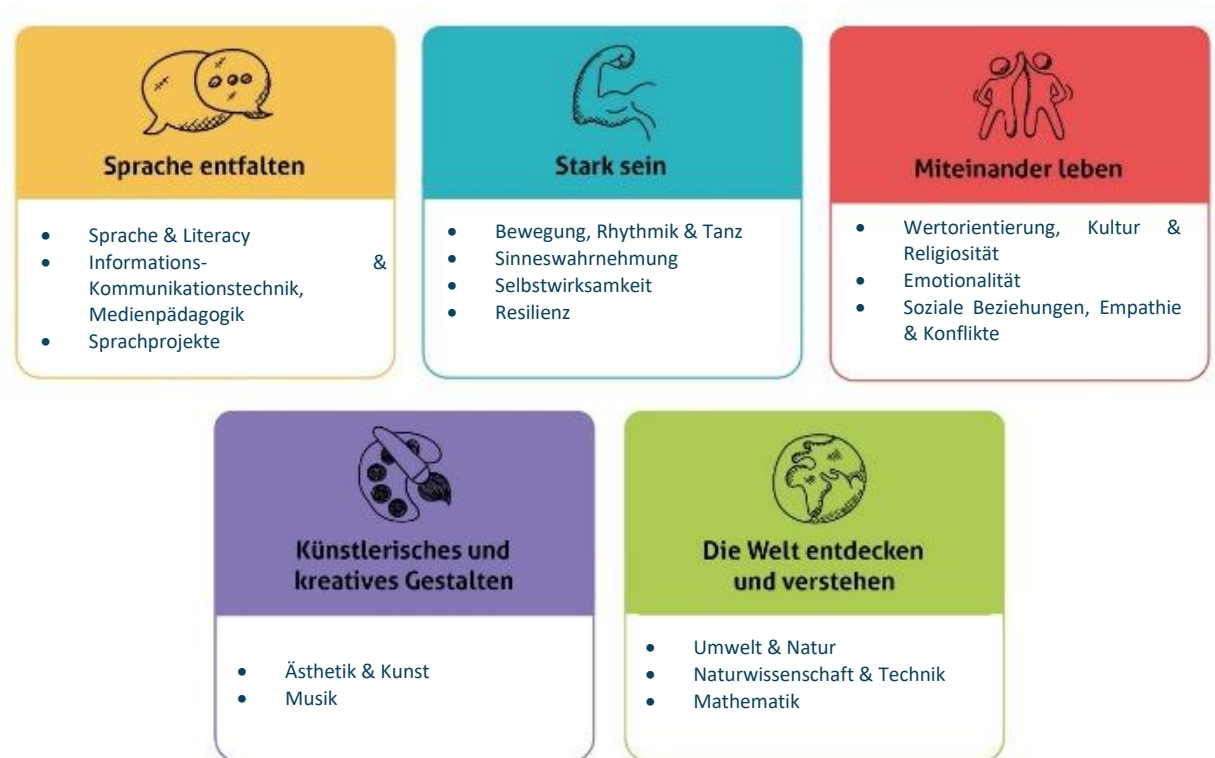 Sprache entfalten
• Sprache & Literacy
• Informations- &
Kommunikationstechnik,
Medienpädagogik
• Sprachprojekte
Stark sein
• Bewegung, Rhythmik & Tanz
• Sinneswahrnehmung
• Selbstwirksamkeit
• Resilienz
Miteinander leben
• Wertorientierung, Kultur &
Religiosität
• Emotionalität
• Soziale Beziehungen, Empathie
& Konflikte
Künstlerisches und
kreatives Gestalten
• Ästhetik & Kunst
• Musik
Die Welt entdecken
und verstehen
• Umwelt & Natur
• Naturwissenschaft & Technik
• Mathematik